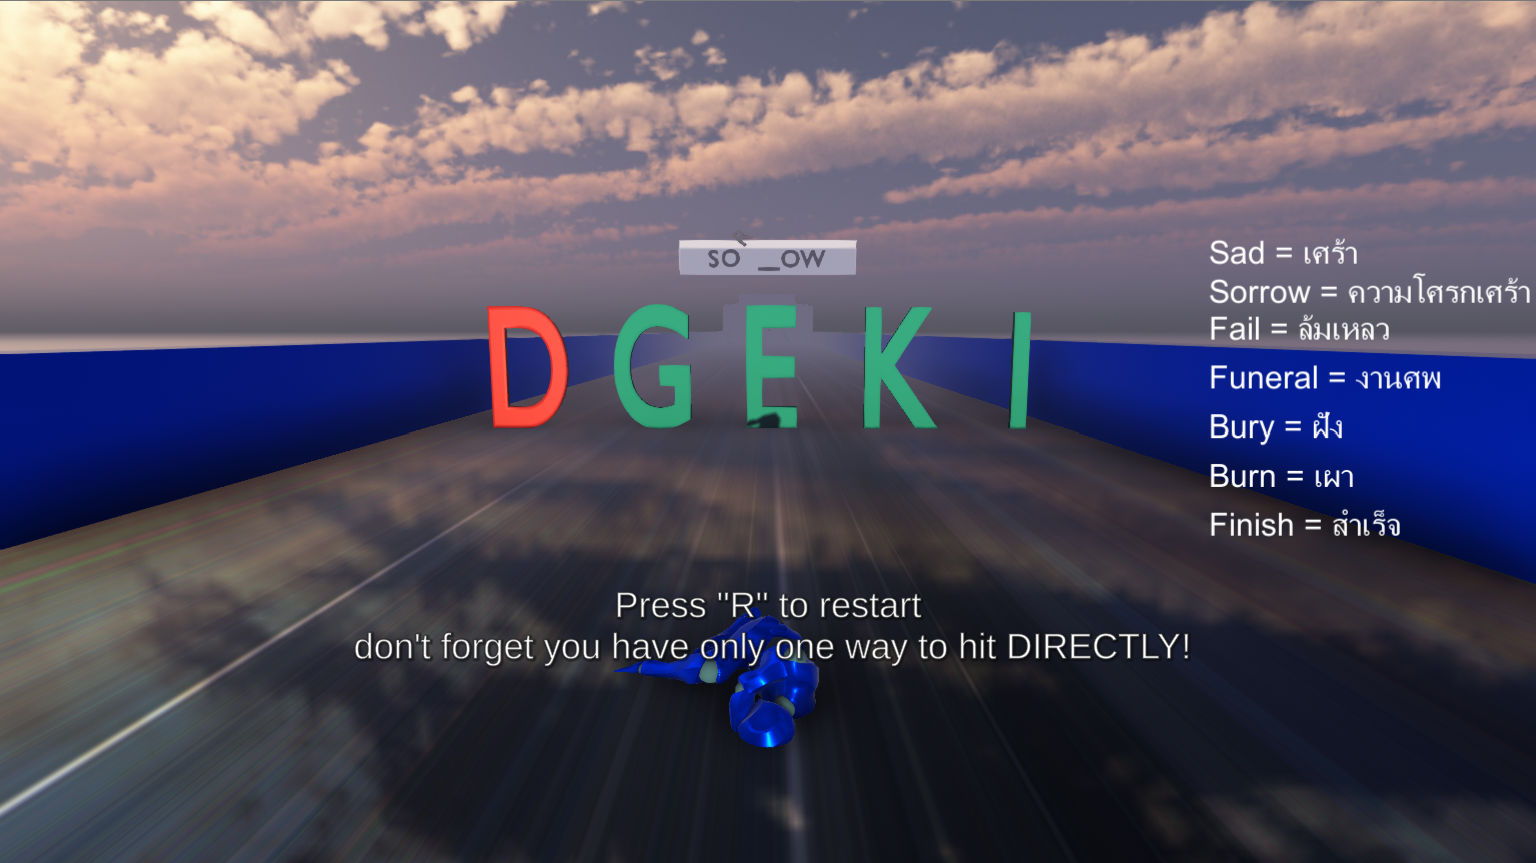 SO __OW
D G E K I
Sad = เศร้า
Sorrow = ความโศรกเศร้า
Fail = ล้มเหลว
Funeral = งานศพ
Bury = ฝัง
Burn = เผา
Finish = สำเร็จ
Press "R" to restart
don't forget you have only one way to hit DIRECTLY!